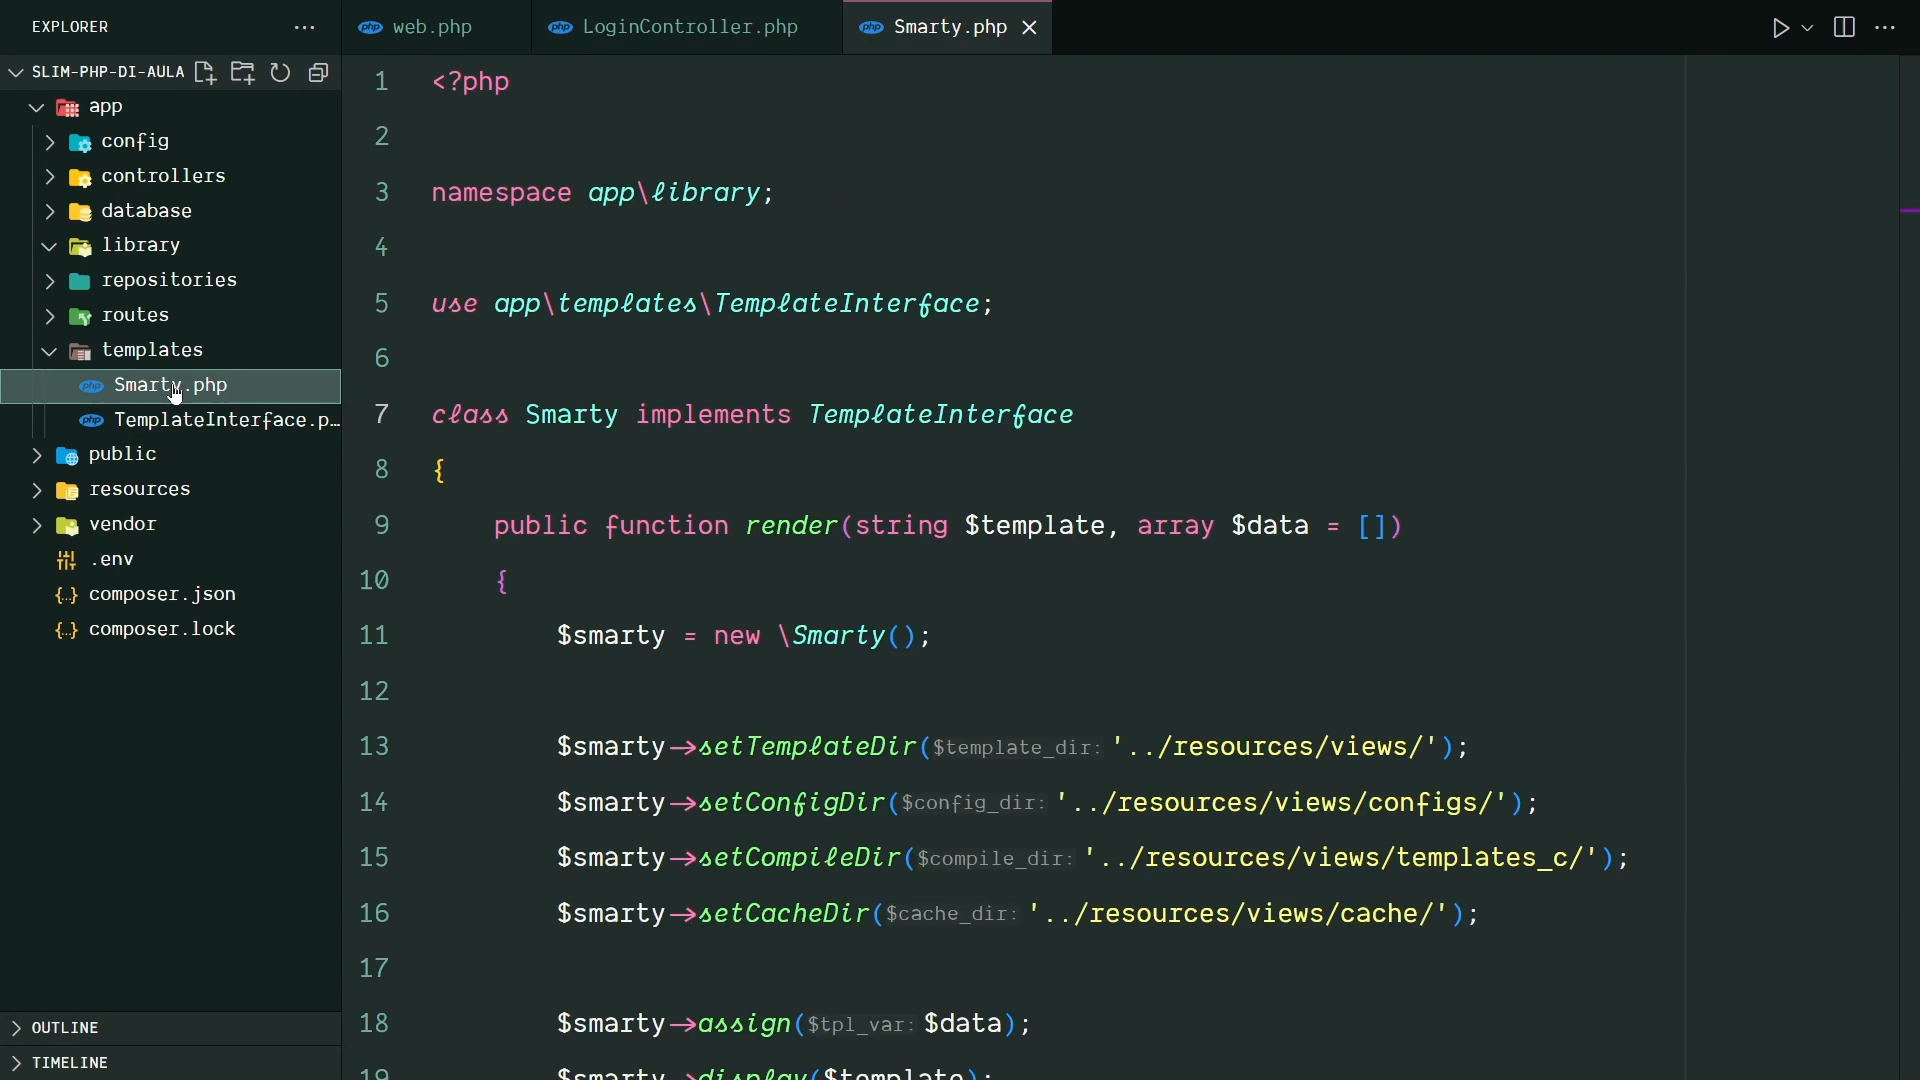 EXPLORER
SLIM-PHP-DI-AULA
app
config
controllers
database
library
repositories
routes
templates
Smarty.php
TemplateInterface.p…
public
resources
vendor
.env
composer.json
composer.lock
OUTLINE
TIMELINE
web.php
LoginController.php
Smarty.php
1 <?php
2
3 namespace app\library;
4
5 use app\templates\TemplateInterface;
6
7 class Smarty implements TemplateInterface
8 {
9 public function render(string $template, array $data = [])
10 {
11 $smarty = new \Smarty();
12
13 $smarty->setTemplateDir($template_dir: '../resources/views/');
14 $smarty->setConfigDir($config_dir: '../resources/views/configs/');
15 $smarty->setCompileDir($compile_dir: '../resources/views/templates_c/');
16 $smarty->setCacheDir($cache_dir: '../resources/views/cache/');
17
18 $smarty->assign($tpl_var: $data);
19 $smarty->display($template);